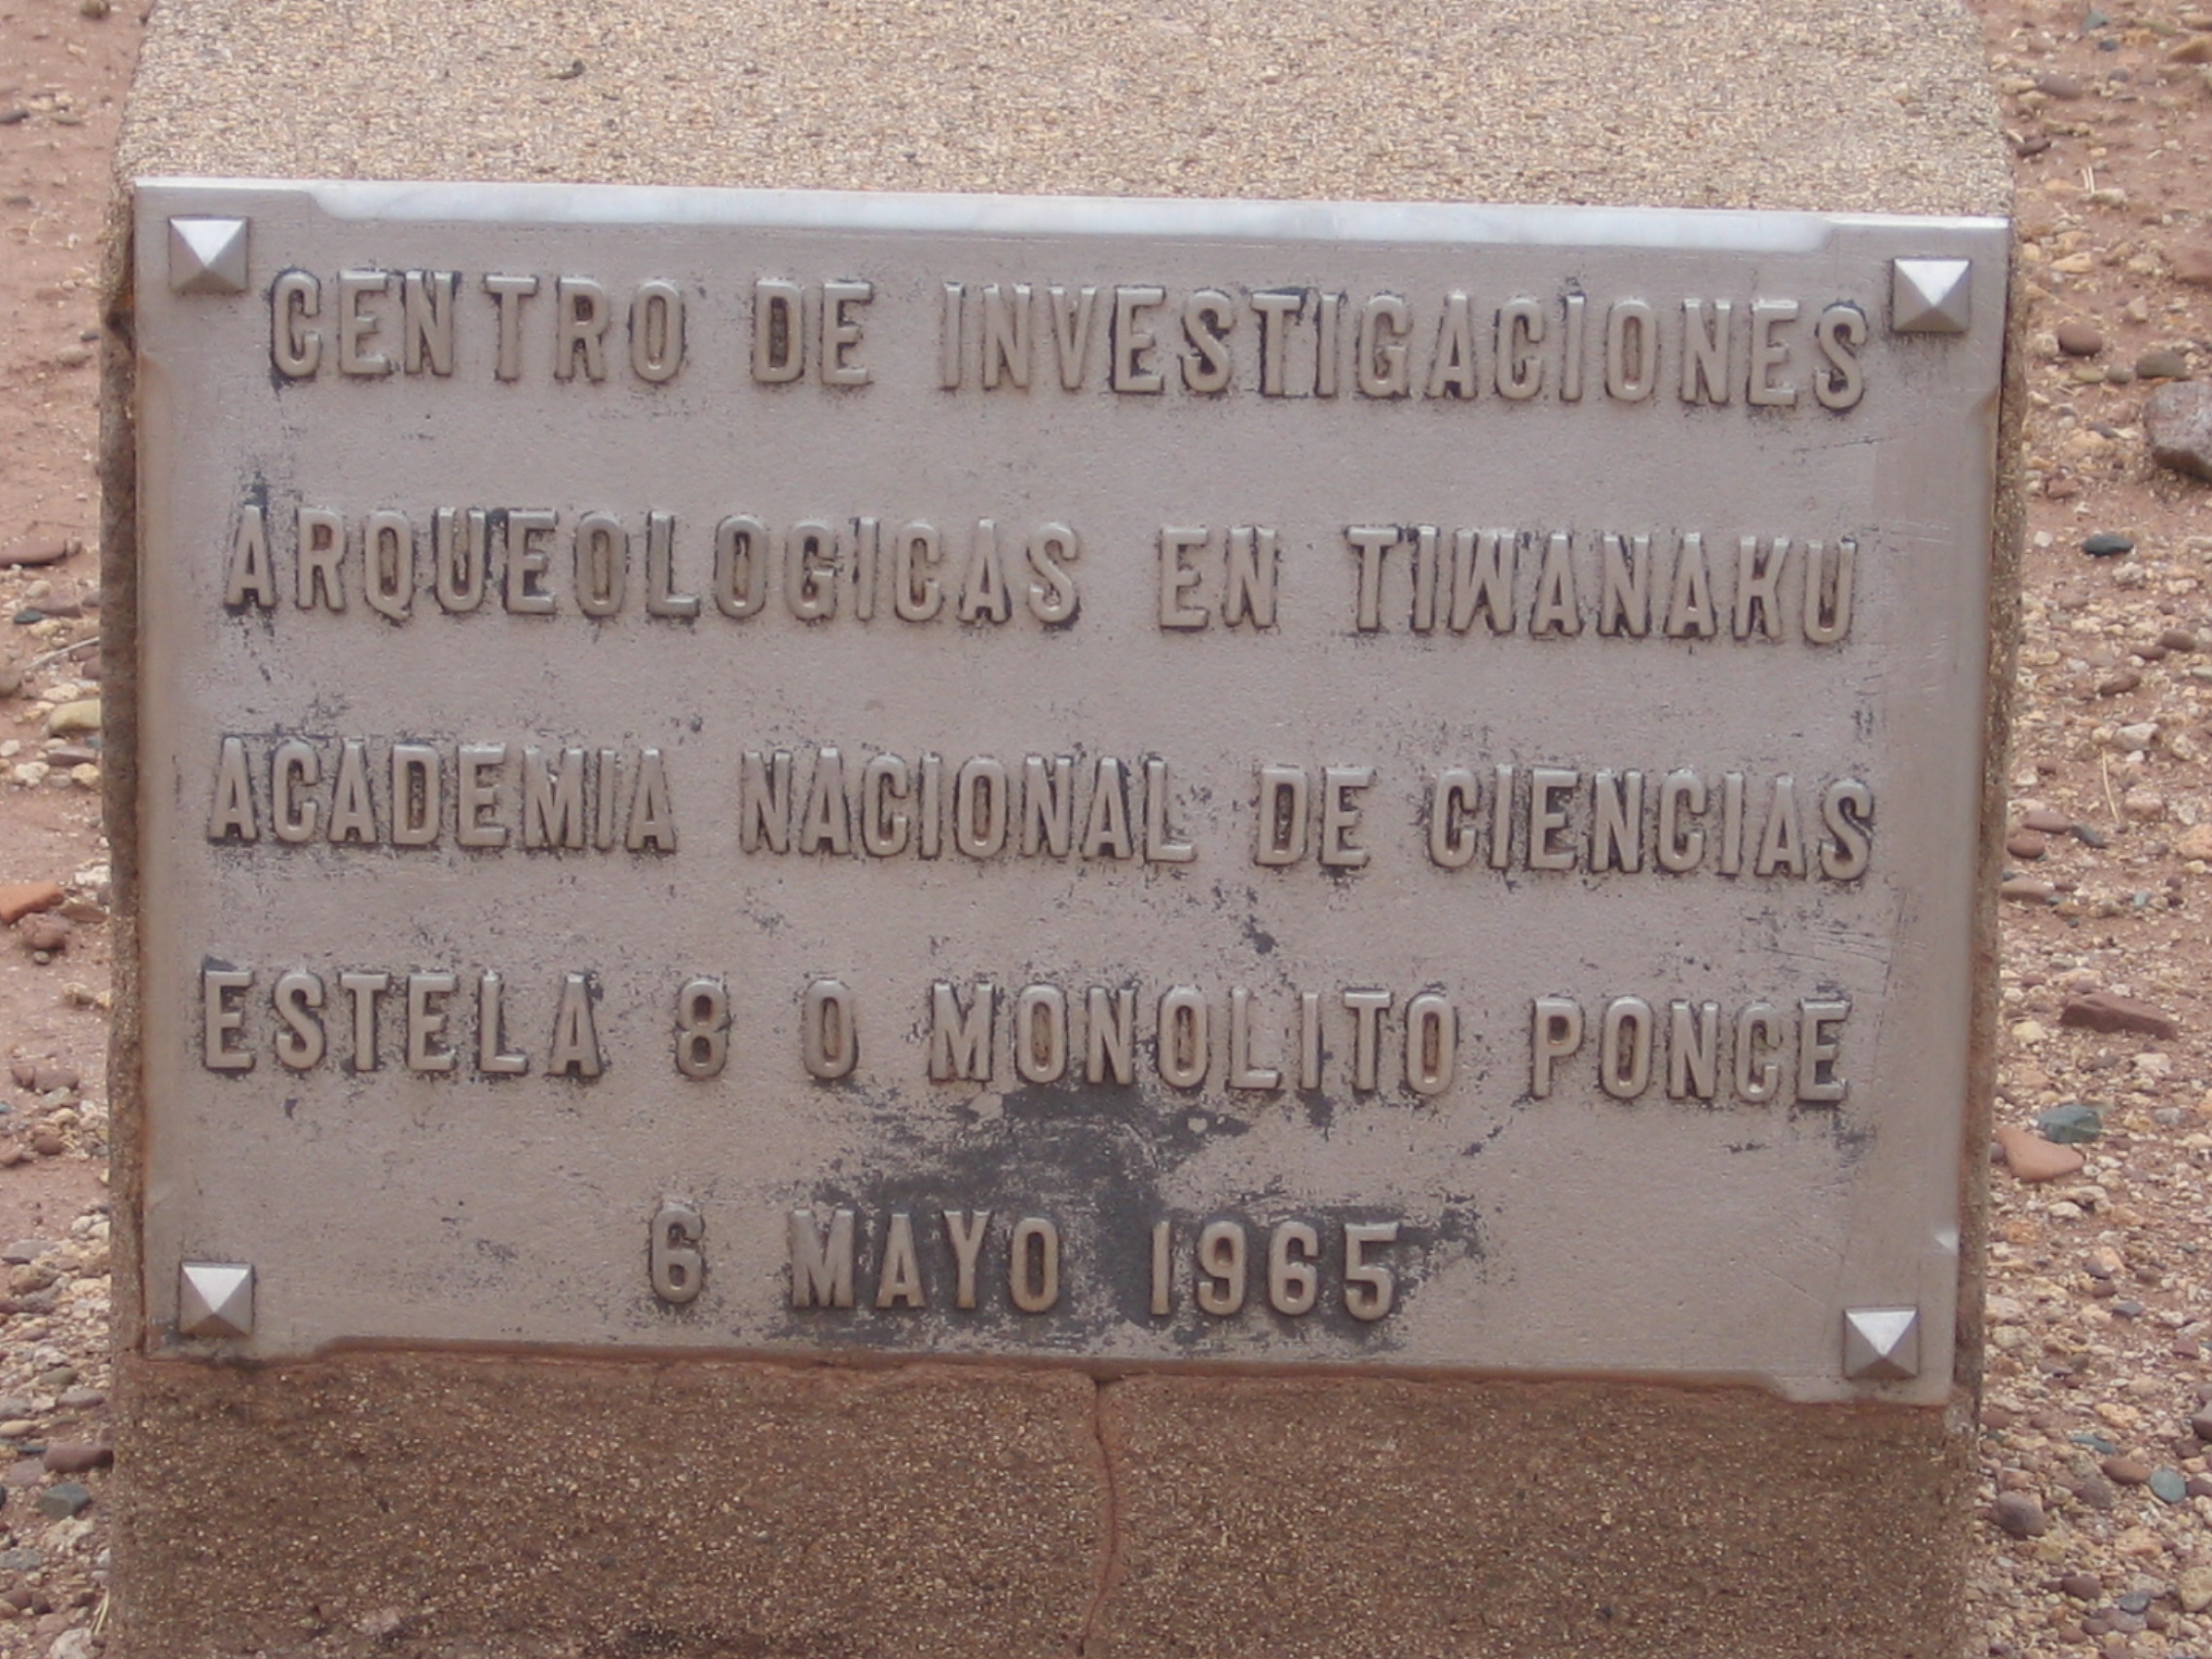 CENTRO DE INVESTIGACIONES
ARQUEOLOGICAS EN TIWANAKU
ACADEMIA NACIONAL DE CIENCIAS
ESTELA 8 O MONOLITO PONCE
6 MAYO 1965